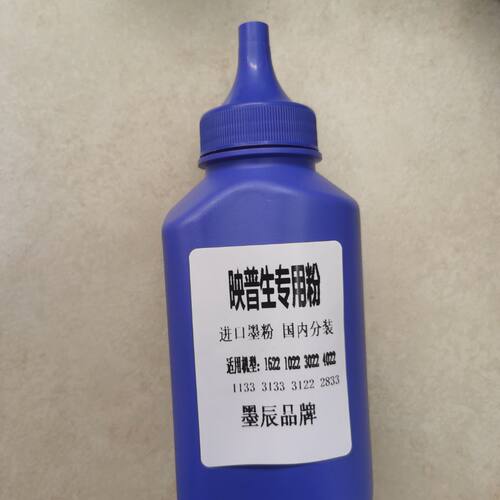 映普生专用粉
进口墨粉 国内分装
适用机型：1622 1022 3022 4022
1133 3133 3122 2833
墨辰品牌